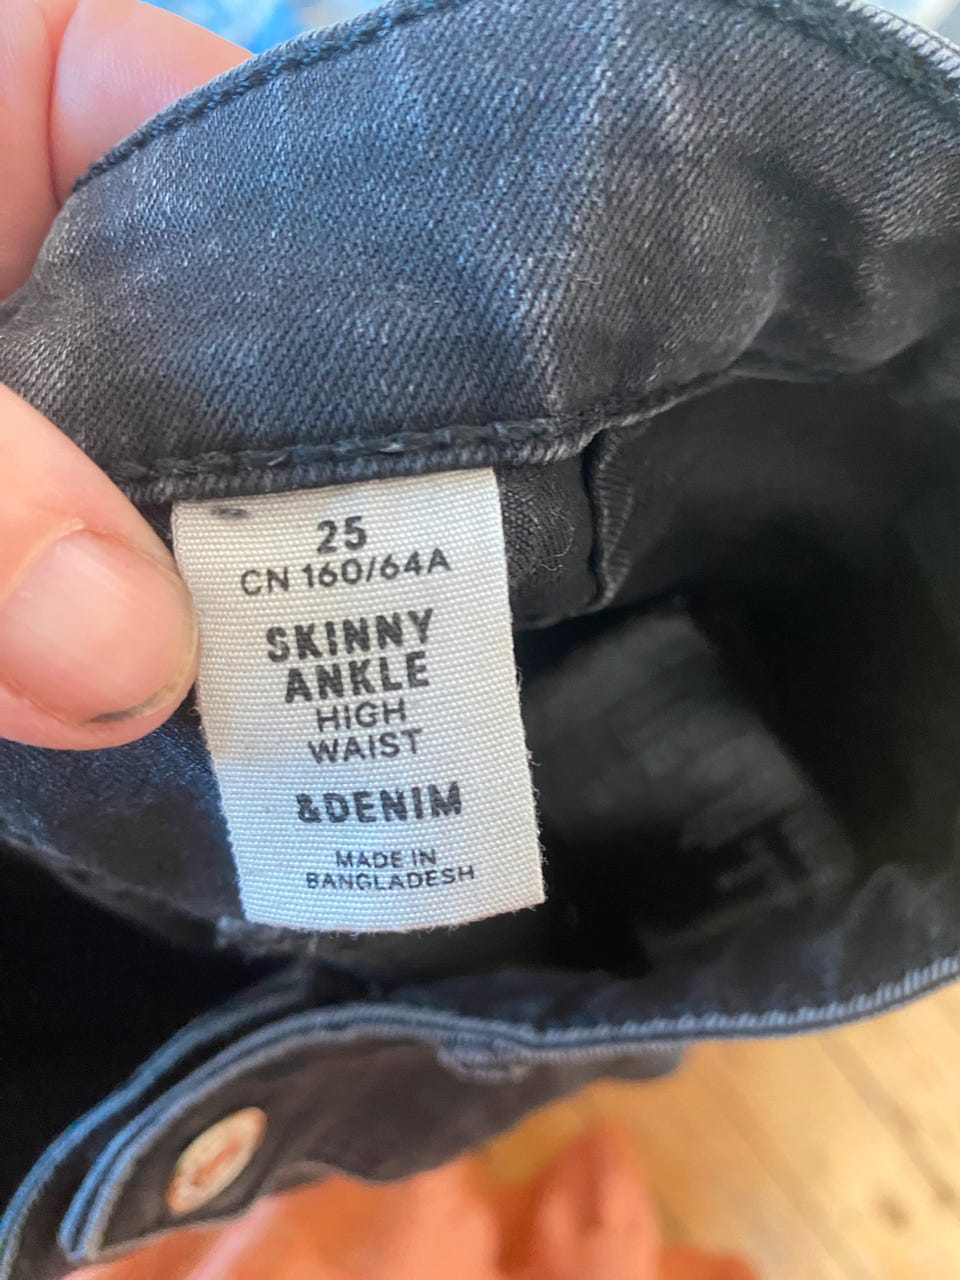 25
CN 160/64A
SKINNY
ANKLE
HIGH
WAIST
&DENIM
MADE IN
BANGLADESH